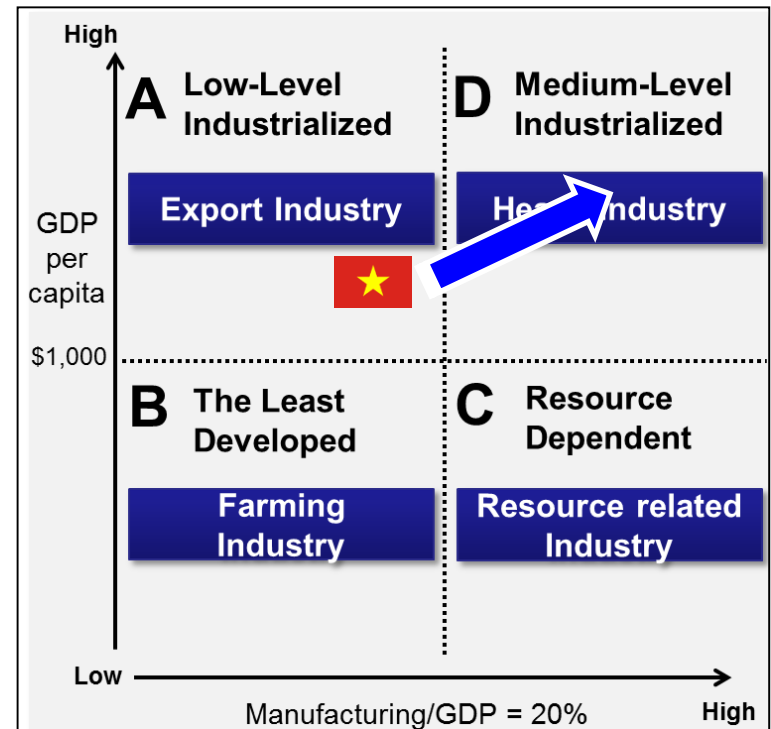 High
A
Low-Level
Industrialized
D
Medium-Level
Industrialized
Export Industry
Industry
GDP
per
capita
$1,000
B
The Least
Developed
C
Resource
Dependent
Farming
Industry
Resource related
Industry
Low
Manufacturing/GDP = 20%
High